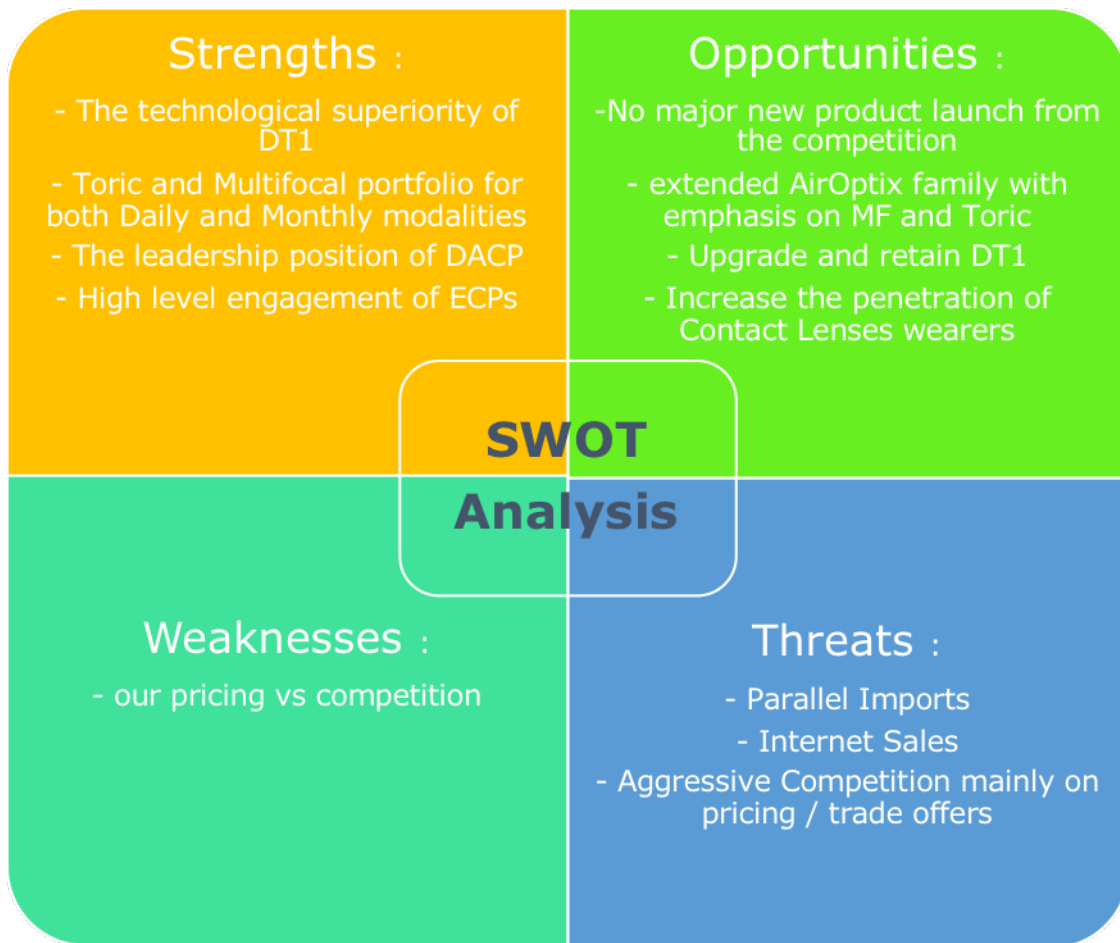 Strengths :
- The technological superiority of
DT1
- Toric and Multifocal portfolio for
both Daily and Monthly modalities
- The leadership position of DACP
- High level engagement of ECPs
Opportunities :
-No major new product launch from
the competition
- extended AirOptix family with
emphasis on MF and Toric
- Upgrade and retain DT1
- Increase the penetration of
Contact Lenses wearers
SWOT
Analysis
Weaknesses :
- our pricing vs competition
Threats :
- Parallel Imports
- Internet Sales
- Aggressive Competition mainly on
pricing / trade offers